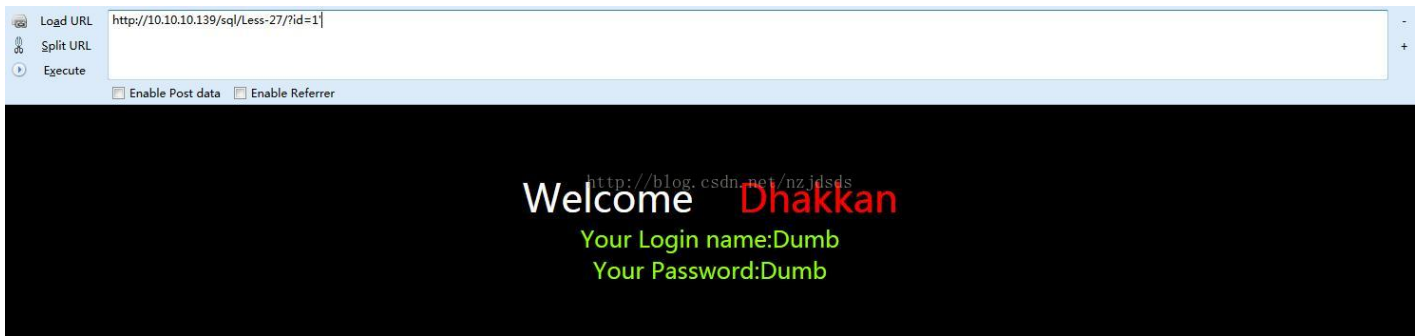 Load URL http://10.10.10.139/sql/Less-27/?id=1' -
Split URL +
Execute
Enable Post data Enable Referrer
http://blog.csdn.net/nzjdsds
Welcome Dhakkan
Your Login name:Dumb
Your Password:Dumb